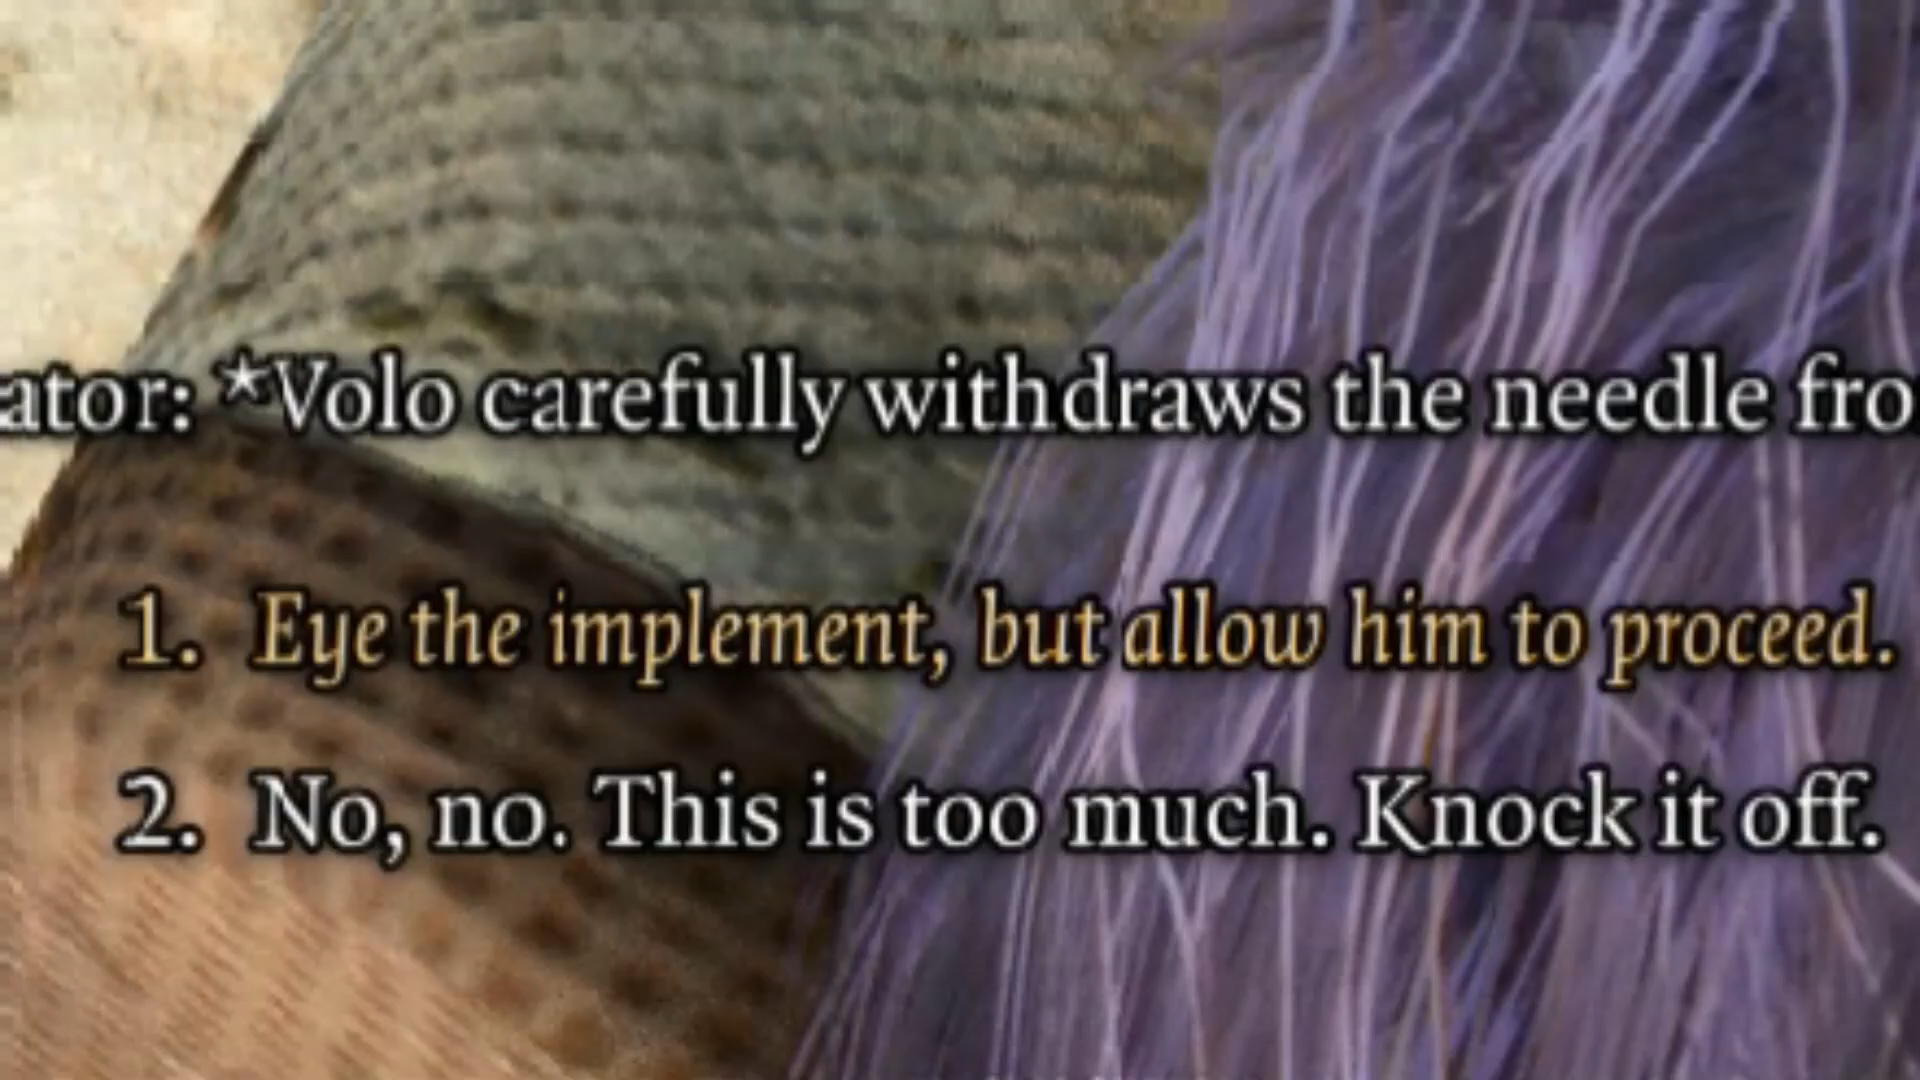 ator: *Volo carefully withdraws the needle fro
1. Eye the implement, but allow him to proceed.
2. No, no. This is too much. Knock it off.